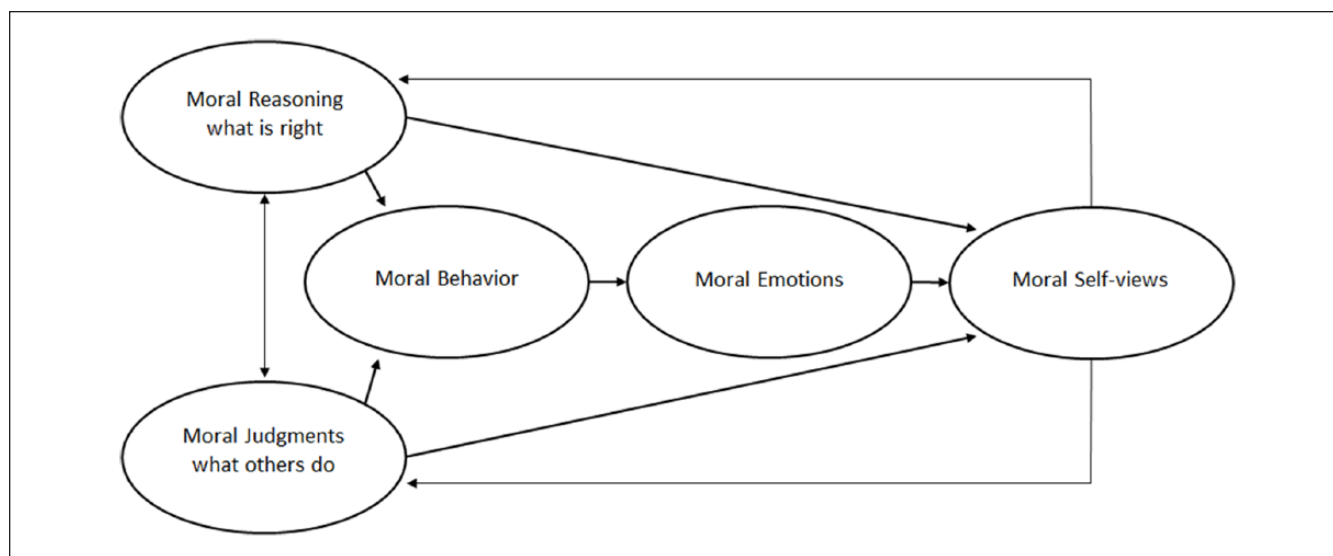 Moral Reasoning
what is right
Moral Behavior
Moral Emotions
Moral Self-views
Moral Judgments
what others do